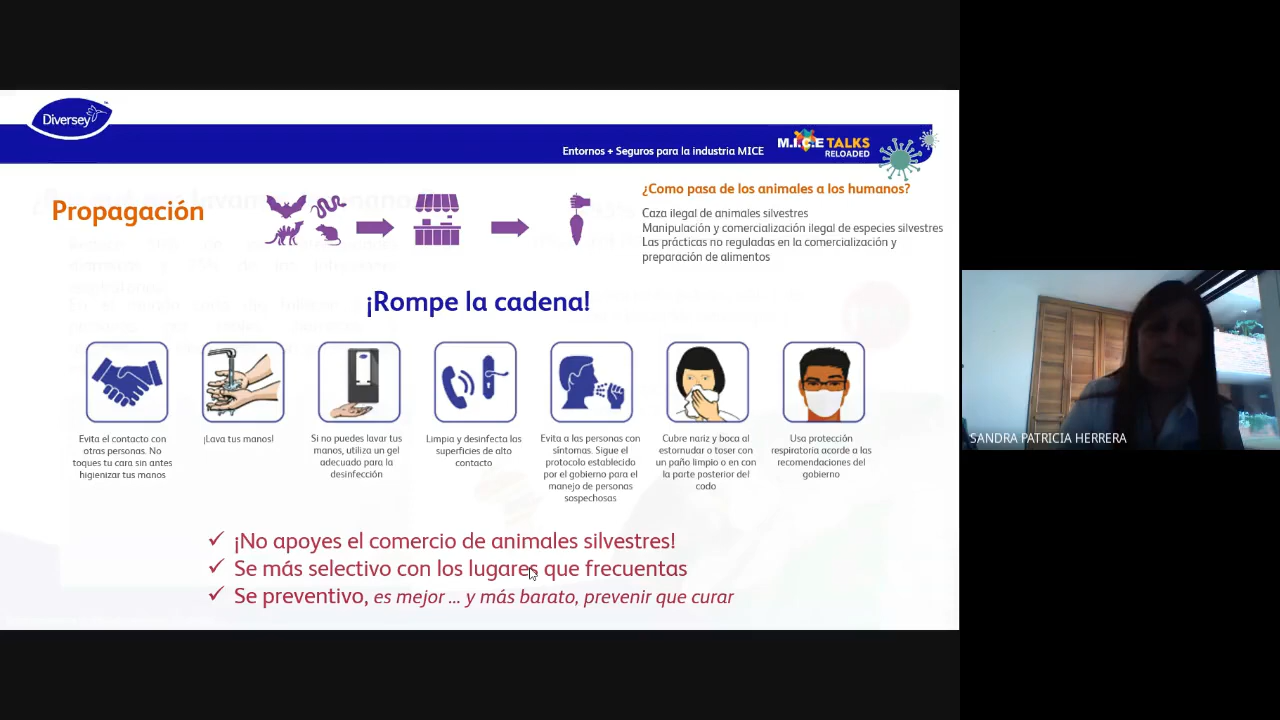 Diversey
Entornos + Seguros para la industria MICE
M.I.C.E TALKS
RELOADED
Propagación
¿Como pasa de los animales a los humanos?
Caza ilegal de animales silvestres
Manipulación y comercialización ilegal de especies silvestres
Las prácticas no reguladas en la comercialización y
preparación de alimentos
¡Rompe la cadena!
Evita el contacto con
otras personas. No
toques tu cara sin antes
higienizar tus manos
¡Lava tus manos!
Si no puedes lavar tus
manos, utiliza un gel
adecuado para la
desinfección
Limpia y desinfecta las
superficies de alto
contacto
Evita a las personas con
síntomas. Sigue el
protocolo establecido
por el gobierno para el
manejo de personas
sospechosas
Cubre nariz y boca al
estornudar o toser con
un paño limpio o en con
la parte posterior del
codo
Usa protección
respiratoria acorde a las
recomendaciones del
gobierno
✓ ¡No apoyes el comercio de animales silvestres!
✓ Se más selectivo con los lugares que frecuentas
✓ Se preventivo, es mejor ... y más barato, prevenir que curar
SANDRA PATRICIA HERRERA